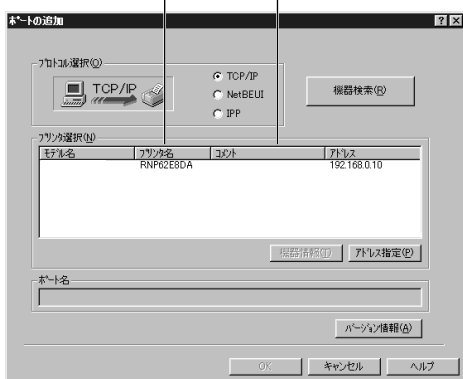 ﾎﾟｰﾄの追加
ﾌﾟﾛﾄｺﾙ選択(O)
TCP/IP
TCP/IP
NetBEUI
IPP
機器検索(R)
ﾌﾟﾘﾝﾀ選択(N)
ﾓﾃﾞﾙ名 ﾌﾟﾘﾝﾀ名 ｺﾒﾝﾄ ｱﾄﾞﾚｽ
RNP62E8DA 192.168.0.10
機器情報(T) ｱﾄﾞﾚｽ指定(P)
ﾎﾟｰﾄ名
ﾊﾞｰｼﾞｮﾝ情報(A)
OK キャンセル ヘルプ